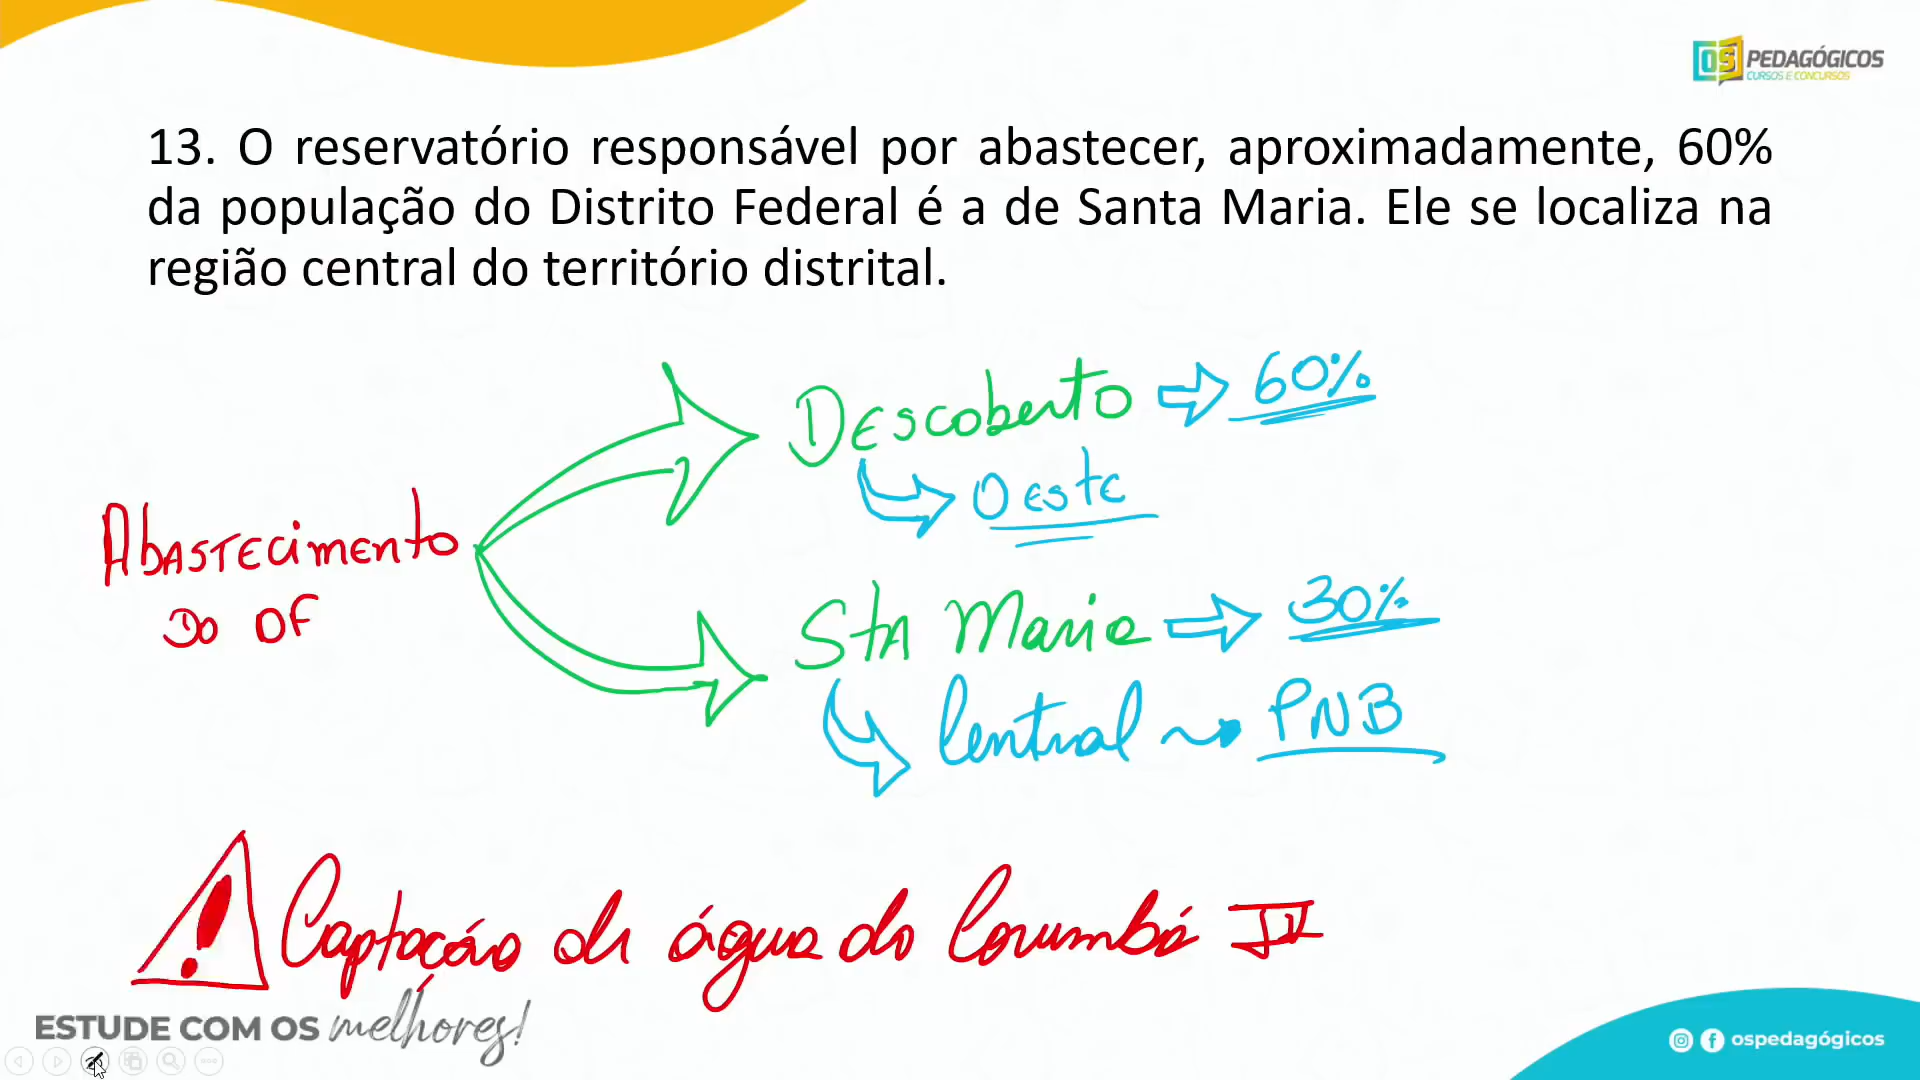 OS PEDAGÓGICOS
CURSOS E CONCURSOS
13. O reservatório responsável por abastecer, aproximadamente, 60%
da população do Distrito Federal é a de Santa Maria. Ele se localiza na
região central do território distrital.
Descoberto 60%
Oeste
Abastecimento
do DF
Sta Maria 30%
Central PNB
! Captação de água do Corumbá IV
ESTUDE COM OS melhores!
ospedagógicos